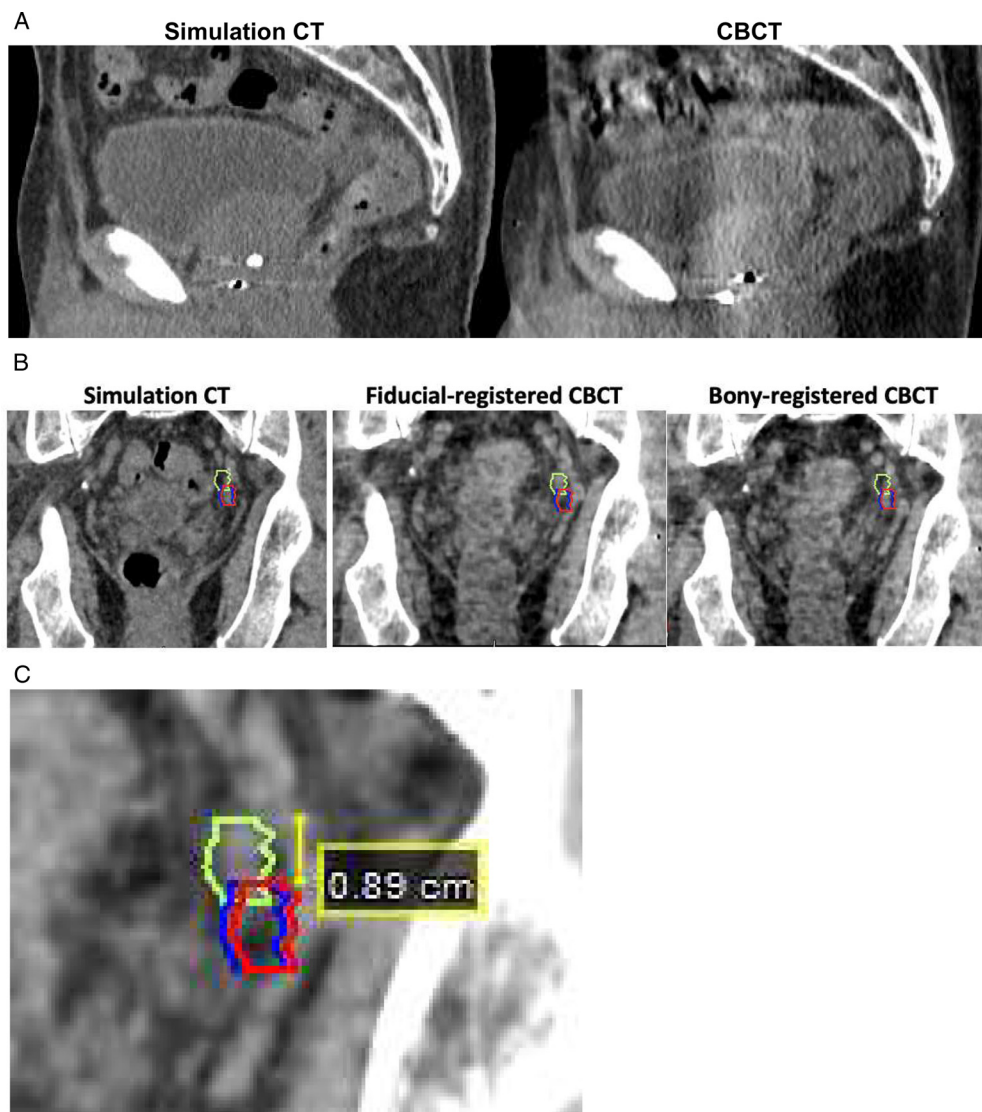 A
Simulation CT
CBCT
B
Simulation CT
Fiducial-registered CBCT
Bony-registered CBCT
C
0.89 cm